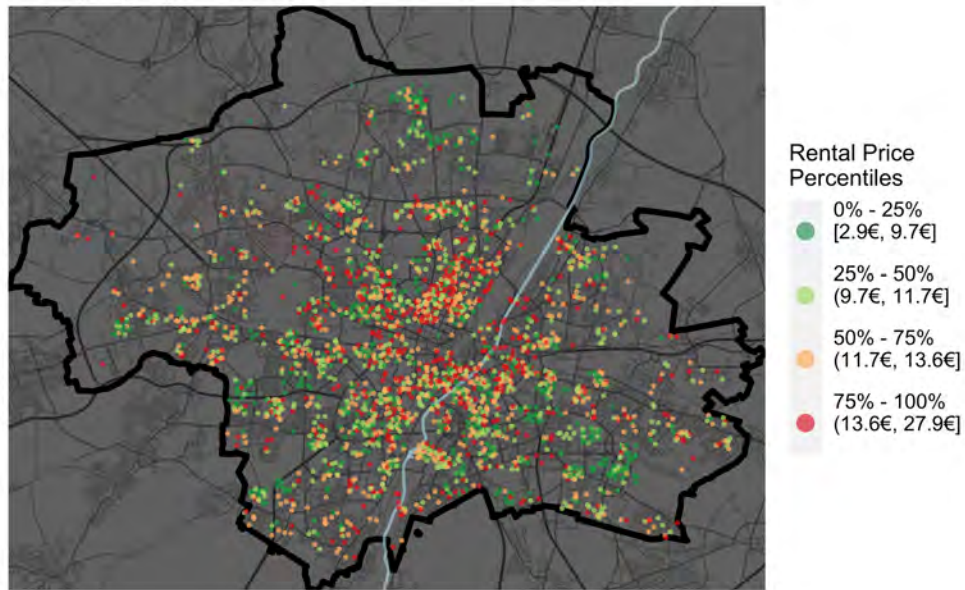 Rental Price
Percentiles
0% - 25%
[2.9€, 9.7€]
25% - 50%
(9.7€, 11.7€]
50% - 75%
(11.7€, 13.6€]
75% - 100%
(13.6€, 27.9€]